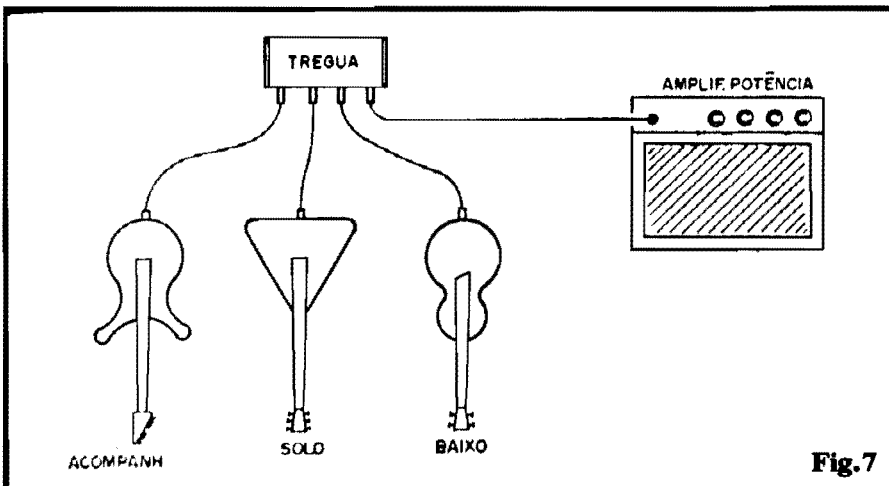 TREGUA
AMPLIF. POTÊNCIA
ACOMPANH
SOLO
BAIXO
Fig.7